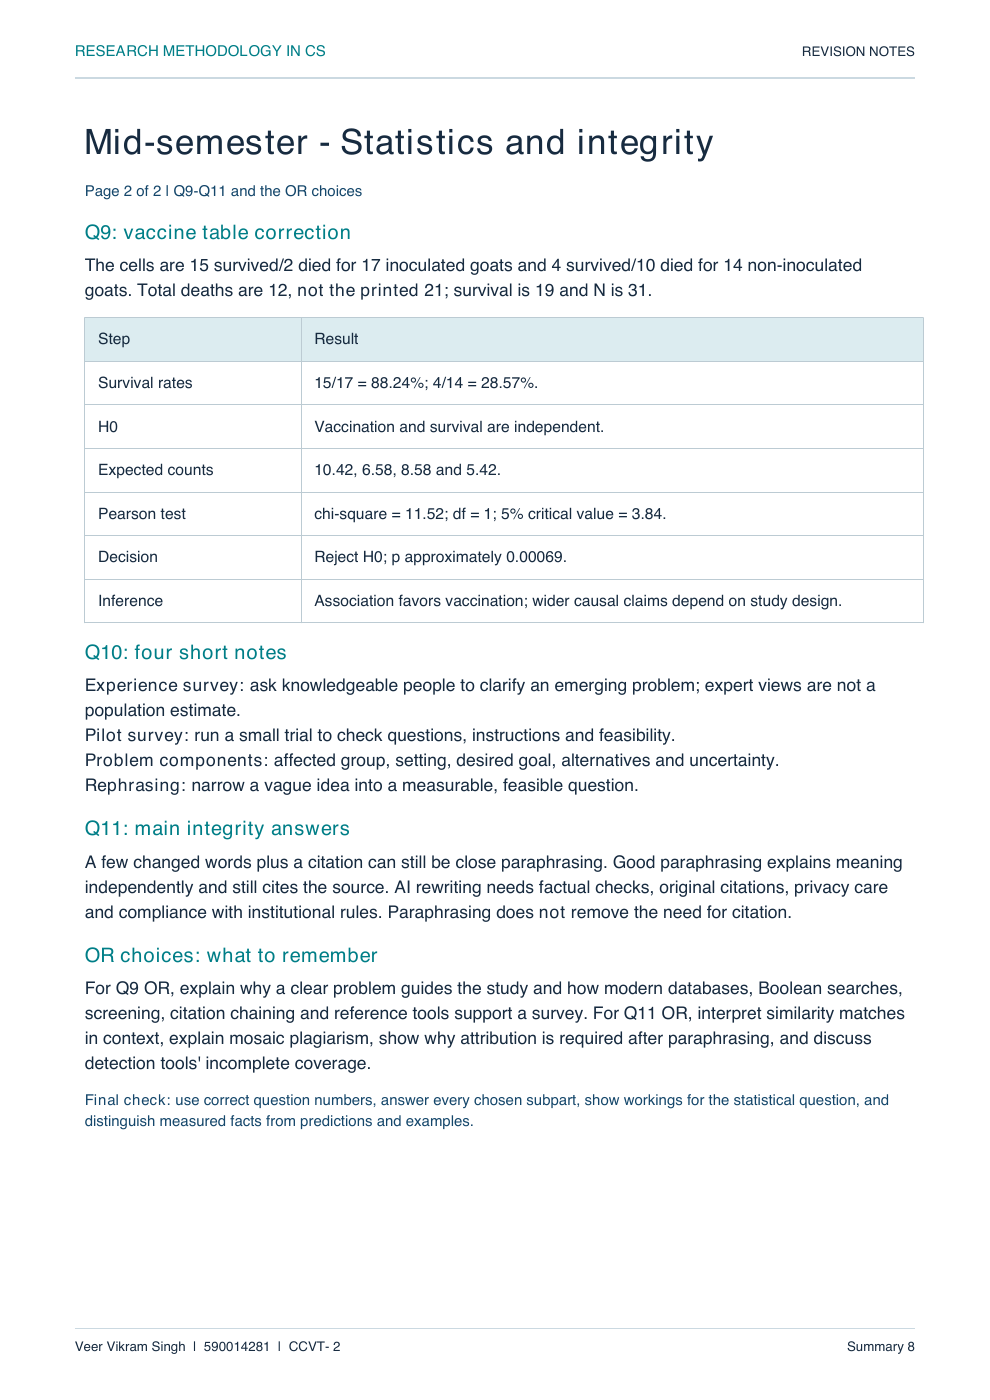 RESEARCH METHODOLOGY IN CS
REVISION NOTES
Mid-semester - Statistics and integrity
Page 2 of 2 | Q9-Q11 and the OR choices
Q9: vaccine table correction
The cells are 15 survived/2 died for 17 inoculated goats and 4 survived/10 died for 14 non-inoculated
goats. Total deaths are 12, not the printed 21; survival is 19 and N is 31.
Step
Result
Survival rates
15/17 = 88.24%; 4/14 = 28.57%.
H0
Vaccination and survival are independent.
Expected counts
10.42, 6.58, 8.58 and 5.42.
Pearson test
chi-square = 11.52; df = 1; 5% critical value = 3.84.
Decision
Reject H0; p approximately 0.00069.
Inference
Association favors vaccination; wider causal claims depend on study design.
Q10: four short notes
Experience survey: ask knowledgeable people to clarify an emerging problem; expert views are not a
population estimate.
Pilot survey: run a small trial to check questions, instructions and feasibility.
Problem components: affected group, setting, desired goal, alternatives and uncertainty.
Rephrasing: narrow a vague idea into a measurable, feasible question.
Q11: main integrity answers
A few changed words plus a citation can still be close paraphrasing. Good paraphrasing explains meaning
independently and still cites the source. AI rewriting needs factual checks, original citations, privacy care
and compliance with institutional rules. Paraphrasing does not remove the need for citation.
OR choices: what to remember
For Q9 OR, explain why a clear problem guides the study and how modern databases, Boolean searches,
screening, citation chaining and reference tools support a survey. For Q11 OR, interpret similarity matches
in context, explain mosaic plagiarism, show why attribution is required after paraphrasing, and discuss
detection tools' incomplete coverage.
Final check: use correct question numbers, answer every chosen subpart, show workings for the statistical question, and
distinguish measured facts from predictions and examples.
Veer Vikram Singh | 590014281 | CCVT- 2
Summary 8